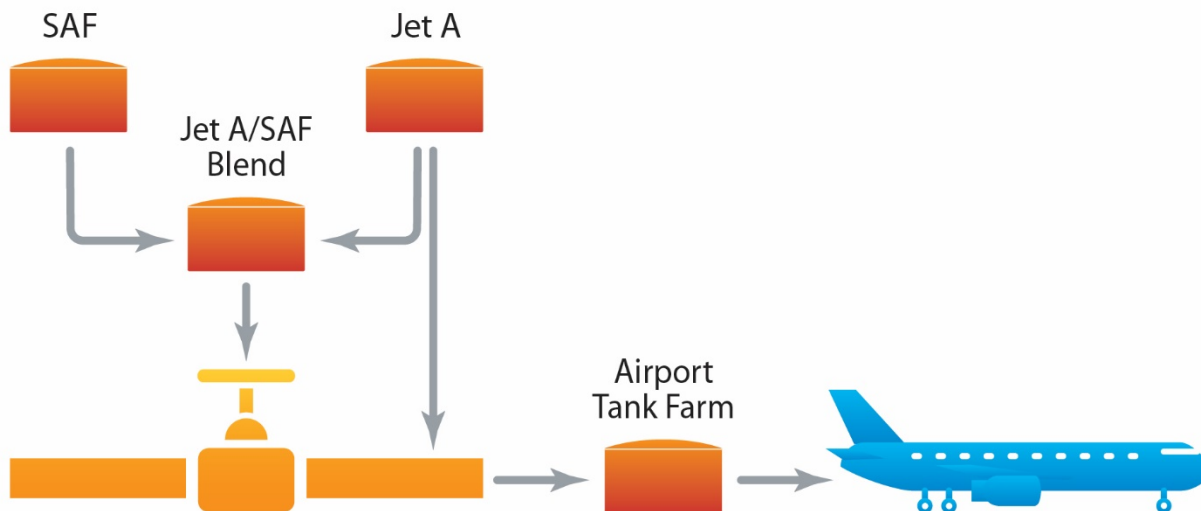 SAF
Jet A
Jet A/SAF
Blend
Airport
Tank Farm